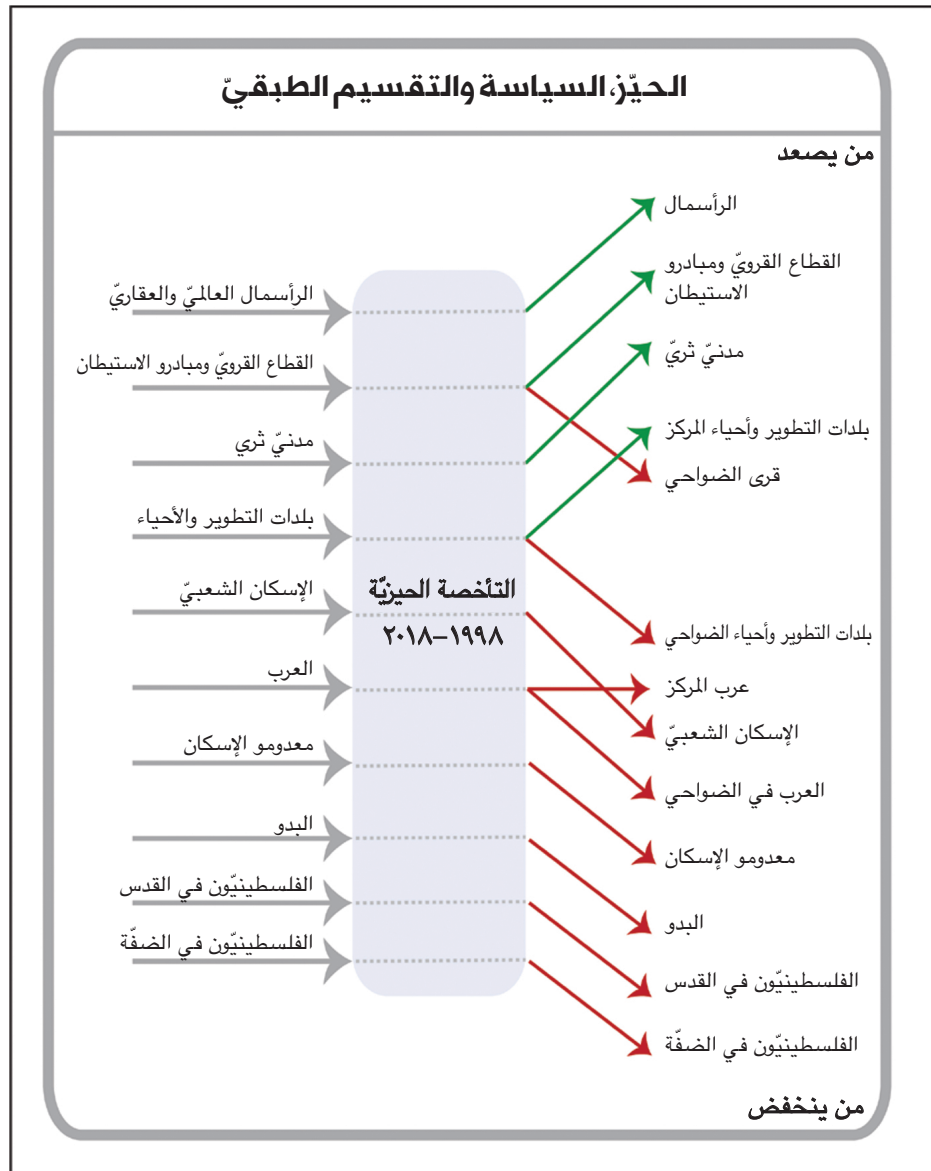 الحيّز، السياسة والتقسيم الطبقيّ
من يصعد
الرأسمال
القطاع القرويّ ومبادرو
الاستيطان
مدنيّ ثريّ
بلدات التطوير وأحياء المركز
قرى الضواحي
بلدات التطوير وأحياء الضواحي
عرب المركز
الإسكان الشعبيّ
العرب في الضواحي
معدومو الإسكان
البدو
الفلسطينيّون في القدس
الفلسطينيّون في الضفّة
من ينخفض
التأخصة الحيزيّة
١٩٩٨–٢٠١٨
الرأسمال العالميّ والعقاريّ
القطاع القرويّ ومبادرو الاستيطان
مدنيّ ثري
بلدات التطوير والأحياء
الإسكان الشعبيّ
العرب
معدومو الإسكان
البدو
الفلسطينيّون في القدس
الفلسطينيّون في الضفّة